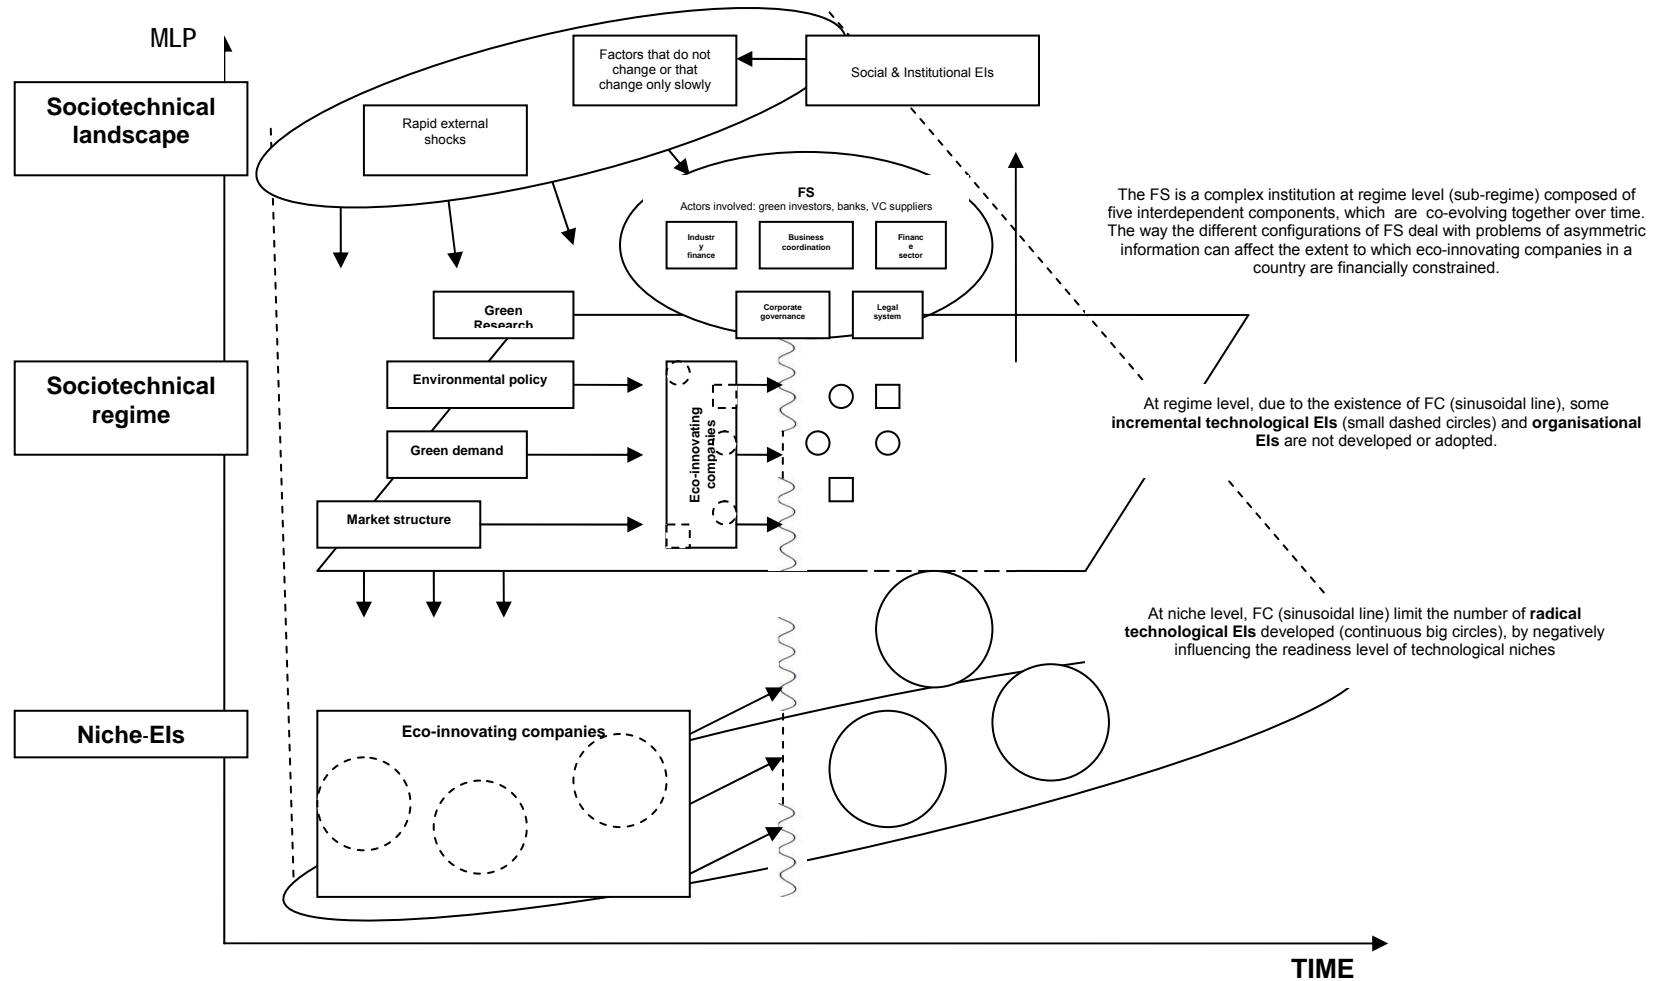 MLP
Factors that do not
change or that
change only slowly
Social & Institutional EIs
Sociotechnical
landscape
Rapid external
shocks
FS
Actors involved: green investors, banks, VC suppliers
Industr
y
finance
Business
coordination
Financ
e
sector
Corporate
governance
Legal
system
The FS is a complex institution at regime level (sub-regime) composed of
five interdependent components, which are co-evolving together over time.
The way the different configurations of FS deal with problems of asymmetric
information can affect the extent to which eco-innovating companies in a
country are financially constrained.
Green
Research
Sociotechnical
regime
Environmental policy
Green demand
Market structure
Eco-innovating
companies
At regime level, due to the existence of FC (sinusoidal line), some
incremental technological EIs (small dashed circles) and organisational
EIs are not developed or adopted.
At niche level, FC (sinusoidal line) limit the number of radical
technological EIs developed (continuous big circles), by negatively
influencing the readiness level of technological niches
Niche-EIs
Eco-innovating companies
TIME